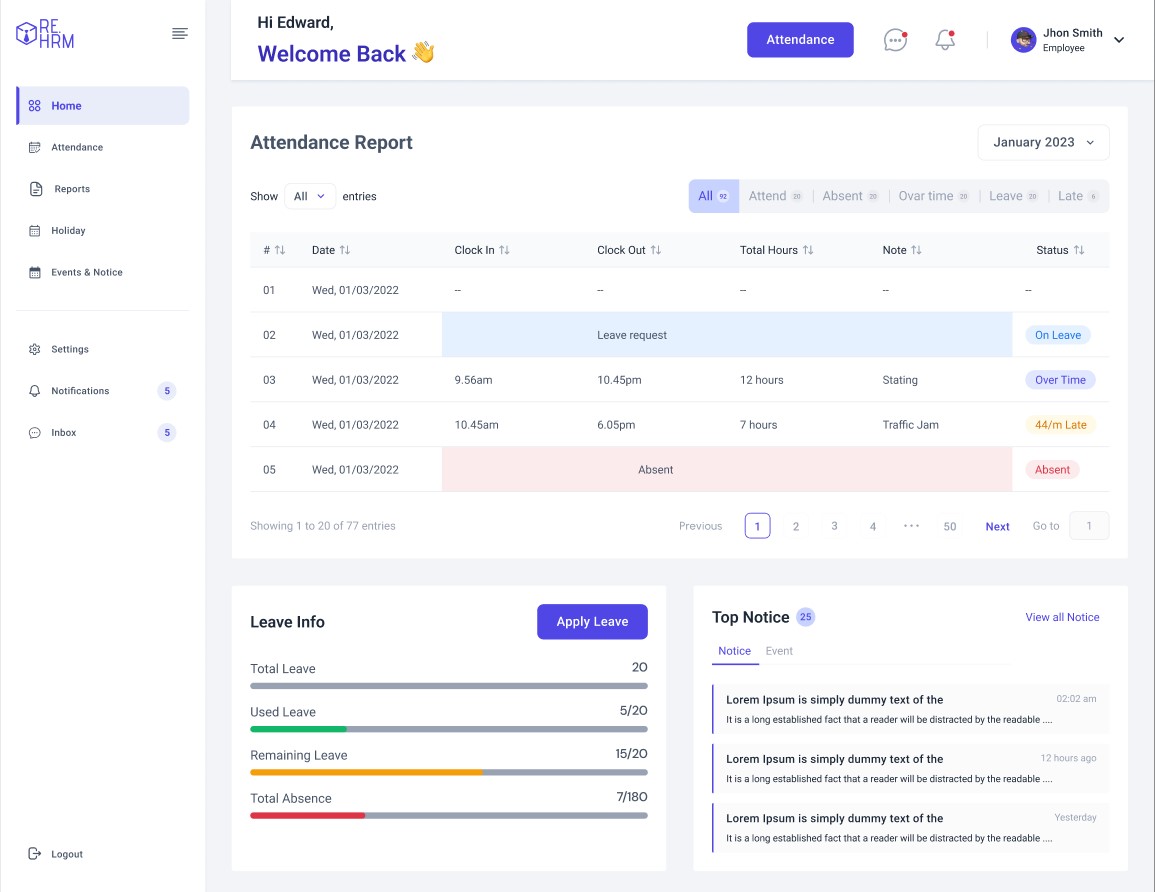 RE.
HRM
Hi Edward,
Welcome Back 👋
Attendance
Jhon Smith
Employee
Home
Attendance
Reports
Holiday
Events & Notice
Settings
Notifications 5
Inbox 5
Logout
Attendance Report
January 2023
Show All entries
All 92 Attend 20 Absent 20 Ovar time 20 Leave 20 Late 6
# Date Clock In Clock Out Total Hours Note Status
01 Wed, 01/03/2022 -- -- -- -- --
02 Wed, 01/03/2022 Leave request On Leave
03 Wed, 01/03/2022 9.56am 10.45pm 12 hours Stating Over Time
04 Wed, 01/03/2022 10.45am 6.05pm 7 hours Traffic Jam 44/m Late
05 Wed, 01/03/2022 Absent Absent
Showing 1 to 20 of 77 entries
Previous 1 2 3 4 ··· 50 Next Go to 1
Leave Info
Apply Leave
Total Leave 20
Used Leave 5/20
Remaining Leave 15/20
Total Absence 7/180
Top Notice 25
View all Notice
Notice Event
Lorem Ipsum is simply dummy text of the 02:02 am
It is a long established fact that a reader will be distracted by the readable ....
Lorem Ipsum is simply dummy text of the 12 hours ago
It is a long established fact that a reader will be distracted by the readable ....
Lorem Ipsum is simply dummy text of the Yesterday
It is a long established fact that a reader will be distracted by the readable ....